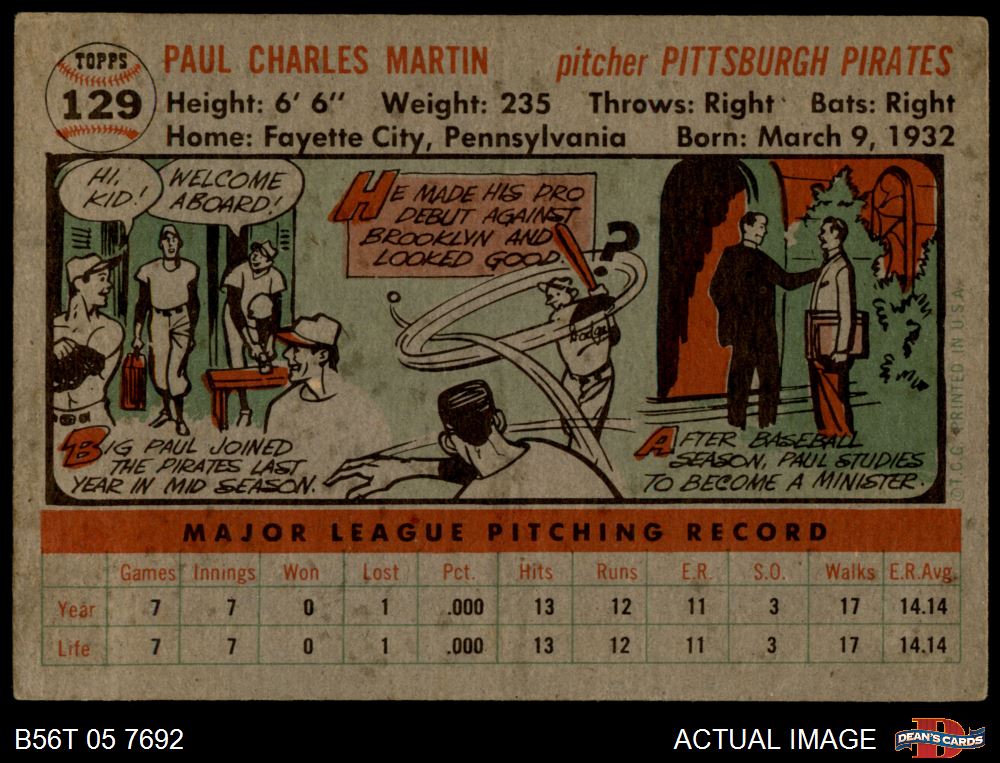 TOPPS
129
PAUL CHARLES MARTIN pitcher PITTSBURGH PIRATES
Height: 6' 6" Weight: 235 Throws: Right Bats: Right
Home: Fayette City, Pennsylvania Born: March 9, 1932
HI,
KID!
WELCOME
ABOARD!
BIG PAUL JOINED
THE PIRATES LAST
YEAR IN MID SEASON.
HE MADE HIS PRO
DEBUT AGAINST
BROOKLYN AND
LOOKED GOOD.
?
Dodgers
AFTER BASEBALL
SEASON, PAUL STUDIES
TO BECOME A MINISTER.
© T.C.G. PRINTED IN U.S.A.
MAJOR LEAGUE PITCHING RECORD
Games Innings Won Lost Pct. Hits Runs E.R. S.O. Walks E.R.Avg.
Year 7 7 0 1 .000 13 12 11 3 17 14.14
Life 7 7 0 1 .000 13 12 11 3 17 14.14
B56T 05 7692
ACTUAL IMAGE
DEAN'S CARDS